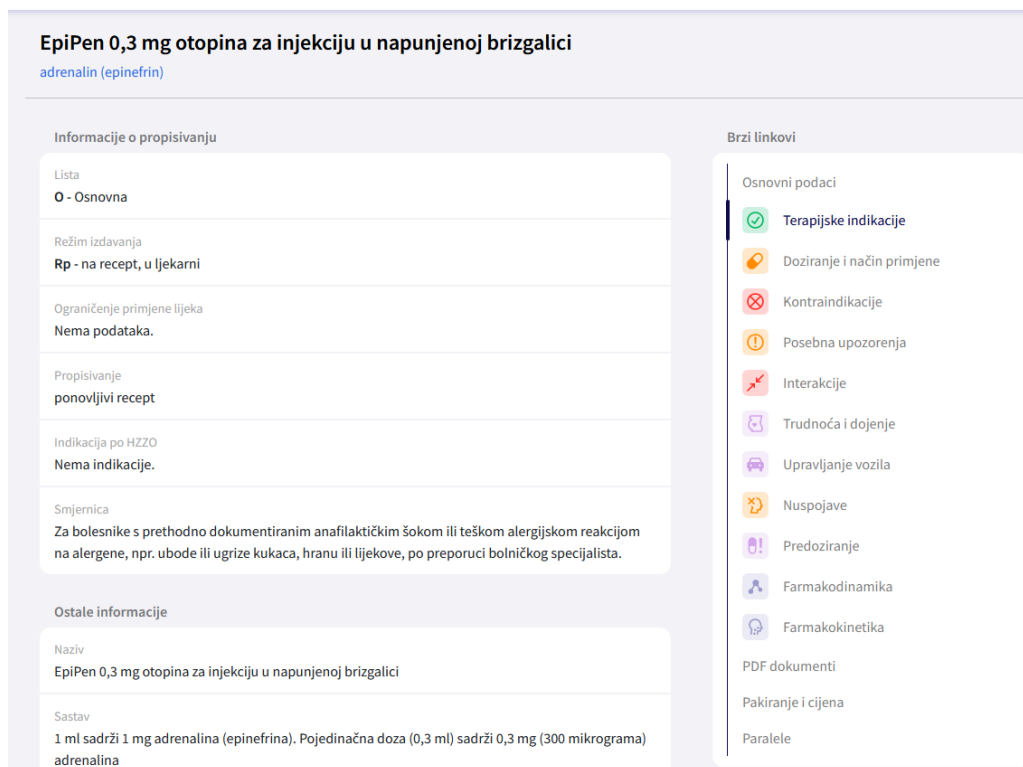 EpiPen 0,3 mg otopina za injekciju u napunjenoj brizgalici
adrenalin (epinefrin)
Informacije o propisivanju
Lista
O - Osnovna
Režim izdavanja
Rp - na recept, u ljekarni
Ograničenje primjene lijeka
Nema podataka.
Propisivanje
ponovljivi recept
Indikacija po HZZO
Nema indikacije.
Smjernica
Za bolesnike s prethodno dokumentiranim anafilaktičkim šokom ili teškom alergijskom reakcijom
na alergene, npr. ubode ili ugrize kukaca, hranu ili lijekove, po preporuci bolničkog specijalista.
Ostale informacije
Naziv
EpiPen 0,3 mg otopina za injekciju u napunjenoj brizgalici
Sastav
1 ml sadrži 1 mg adrenalina (epinefrina). Pojedinačna doza (0,3 ml) sadrži 0,3 mg (300 mikrograma)
adrenalina
Brzi linkovi
Osnovni podaci
Terapijske indikacije
Doziranje i način primjene
Kontraindikacije
Posebna upozorenja
Interakcije
Trudnoća i dojenje
Upravljanje vozila
Nuspojave
Predoziranje
Farmakodinamika
Farmakokinetika
PDF dokumenti
Pakiranje i cijena
Paralele